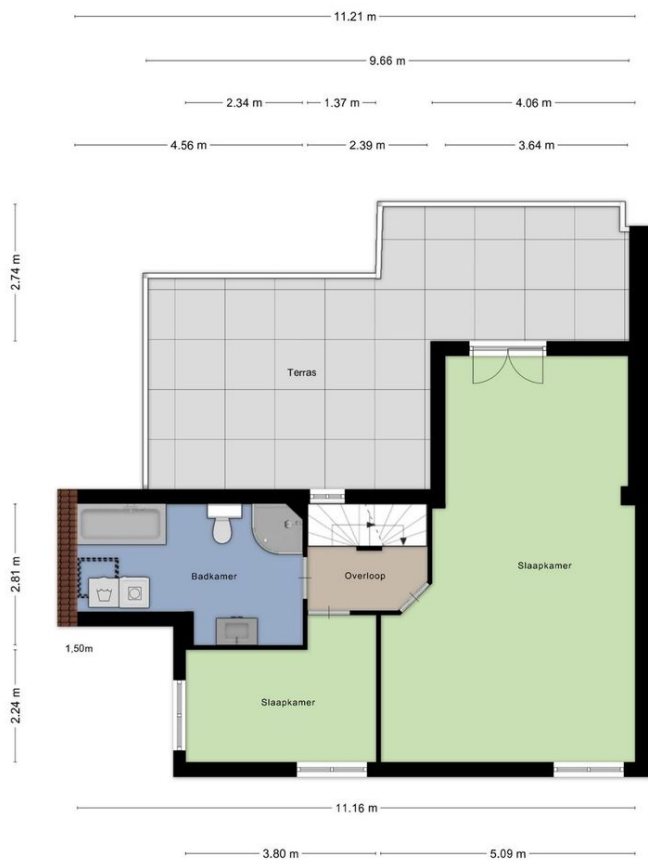 11.21 m
9.66 m
2.34 m 1.37 m 4.06 m
4.56 m 2.39 m 3.64 m
2.74 m
Terras
2.81 m
Badkamer
Overloop
Slaapkamer
1,50m
2.24 m
Slaapkamer
11.16 m
3.80 m 5.09 m